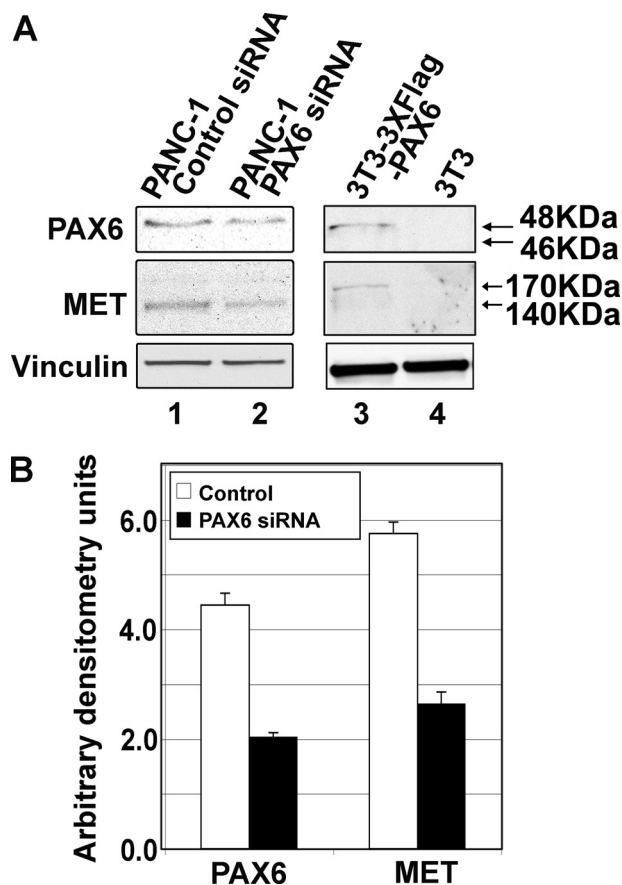 A
PANC-1
Control siRNA
PANC-1
PAX6 siRNA
3T3-3XFlag
-PAX6
3T3
PAX6
48KDa
46KDa
MET
170KDa
140KDa
Vinculin
1 2 3 4
B
Control
PAX6 siRNA
Arbitrary densitometry units
6.0
4.0
2.0
0.0
PAX6 MET